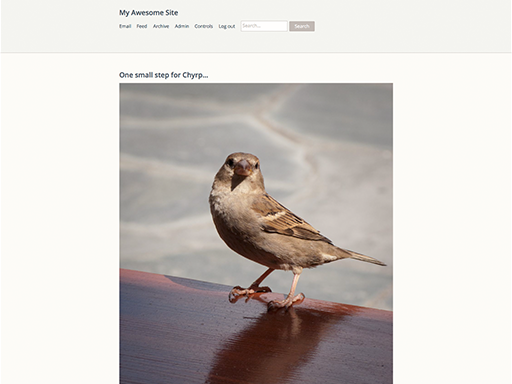 My Awesome Site
Email Feed Archive Admin Controls Log out Search... Search
One small step for Chyrp...